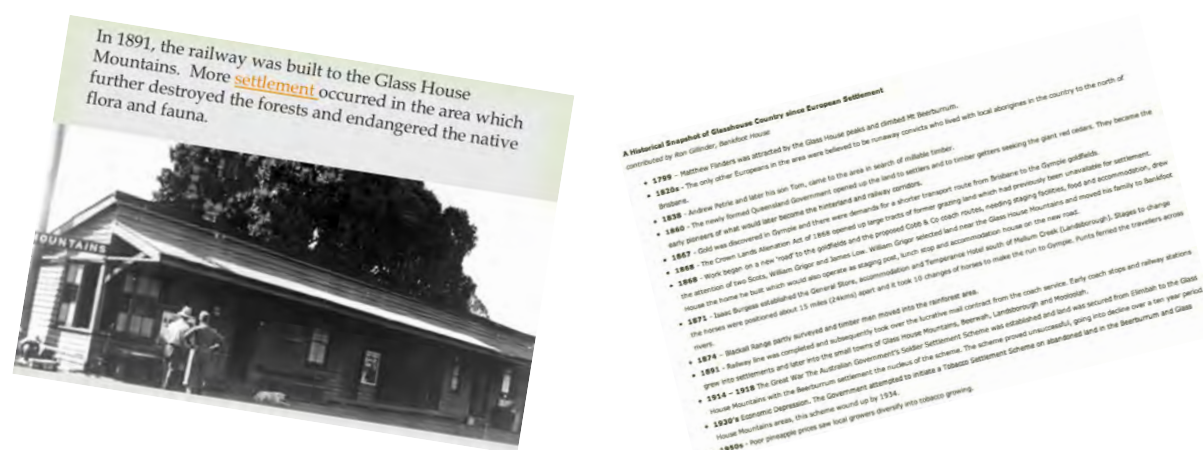 In 1891, the railway was built to the Glass House
Mountains. More settlement occurred in the area which
further destroyed the forests and endangered the native
flora and fauna.
OUNTAINS
A Historical Snapshot of Glasshouse Country since European Settlement
contributed by Ron Gillinder, Bankfoot House
• 1799 - Matthew Flinders was attracted by the Glass House peaks and climbed Mt Beerburrum.
• 1820s - The only other Europeans in the area were believed to be runaway convicts who lived with local aborigines in the country to the north of
Brisbane.
• 1838 - Andrew Petrie and later his son Tom, came to the area in search of millable timber.
• 1860 - The newly formed Queensland Government opened up the land to settlers and to timber getters seeking the giant red cedars. They became the
early pioneers of what would later become the hinterland and railway corridors.
• 1867 - Gold was discovered in Gympie and there were demands for a shorter transport route from Brisbane to the Gympie goldfields.
• 1868 - The Crown Lands Alienation Act of 1868 opened up large tracts of former grazing land which had previously been unavailable for settlement.
• 1868 - Work began on a new "road" to the goldfields and the proposed Cobb & Co coach routes, needing staging facilities, food and accommodation, drew
the attention of two Scots, William Grigor and James Low. William Grigor selected land near the Glass House Mountains and moved his family to Bankfoot
House the home he built which would also operate as staging post, lunch stop and accommodation house on the new road.
• 1871 - Isaac Burgess established the General Store, accommodation and Temperance Hotel south of Mellum Creek (Landsborough). Stages to change
the horses were positioned about 15 miles (24kms) apart and it took 10 changes of horses to make the run to Gympie. Punts ferried the travellers across
rivers.
• 1874 - Blackall Range partly surveyed and timber men moved into the rainforest area.
• 1891 - Railway line was completed and subsequently took over the lucrative mail contract from the coach service. Early coach stops and railway stations
grew into settlements and later into the small towns of Glass House Mountains, Beerwah, Landsborough and Mooloolah.
• 1914 – 1918 The Great War The Australian Government's Soldier Settlement Scheme was established and land was secured from Elimbah to the Glass
House Mountains with the Beerburrum settlement the nucleus of the scheme. The scheme proved unsuccessful, going into decline over a ten year period
• 1930's Economic Depression. The Government attempted to initiate a Tobacco Settlement Scheme on abandoned land in the Beerburrum and Glass
House Mountains areas, this scheme wound up by 1934.
1950s - Poor pineapple prices saw local growers diversify into tobacco growing.